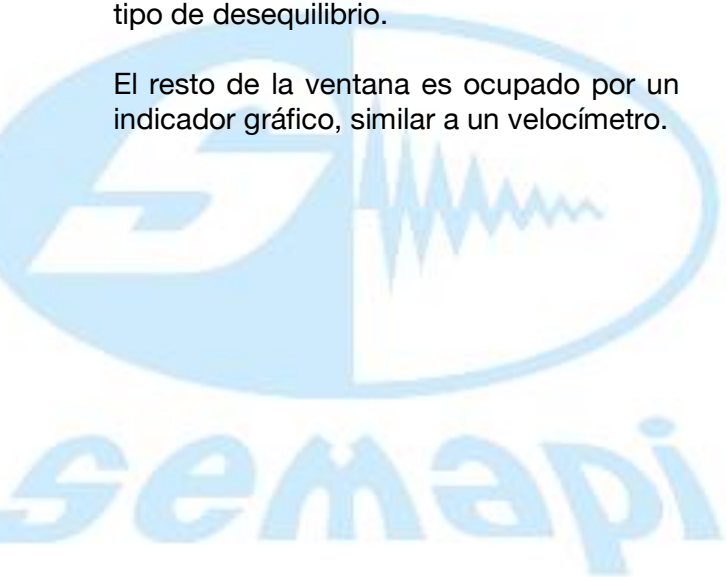 tipo de desequilibrio.
El resto de la ventana es ocupado por un
indicador gráfico, similar a un velocímetro.
S
semapi